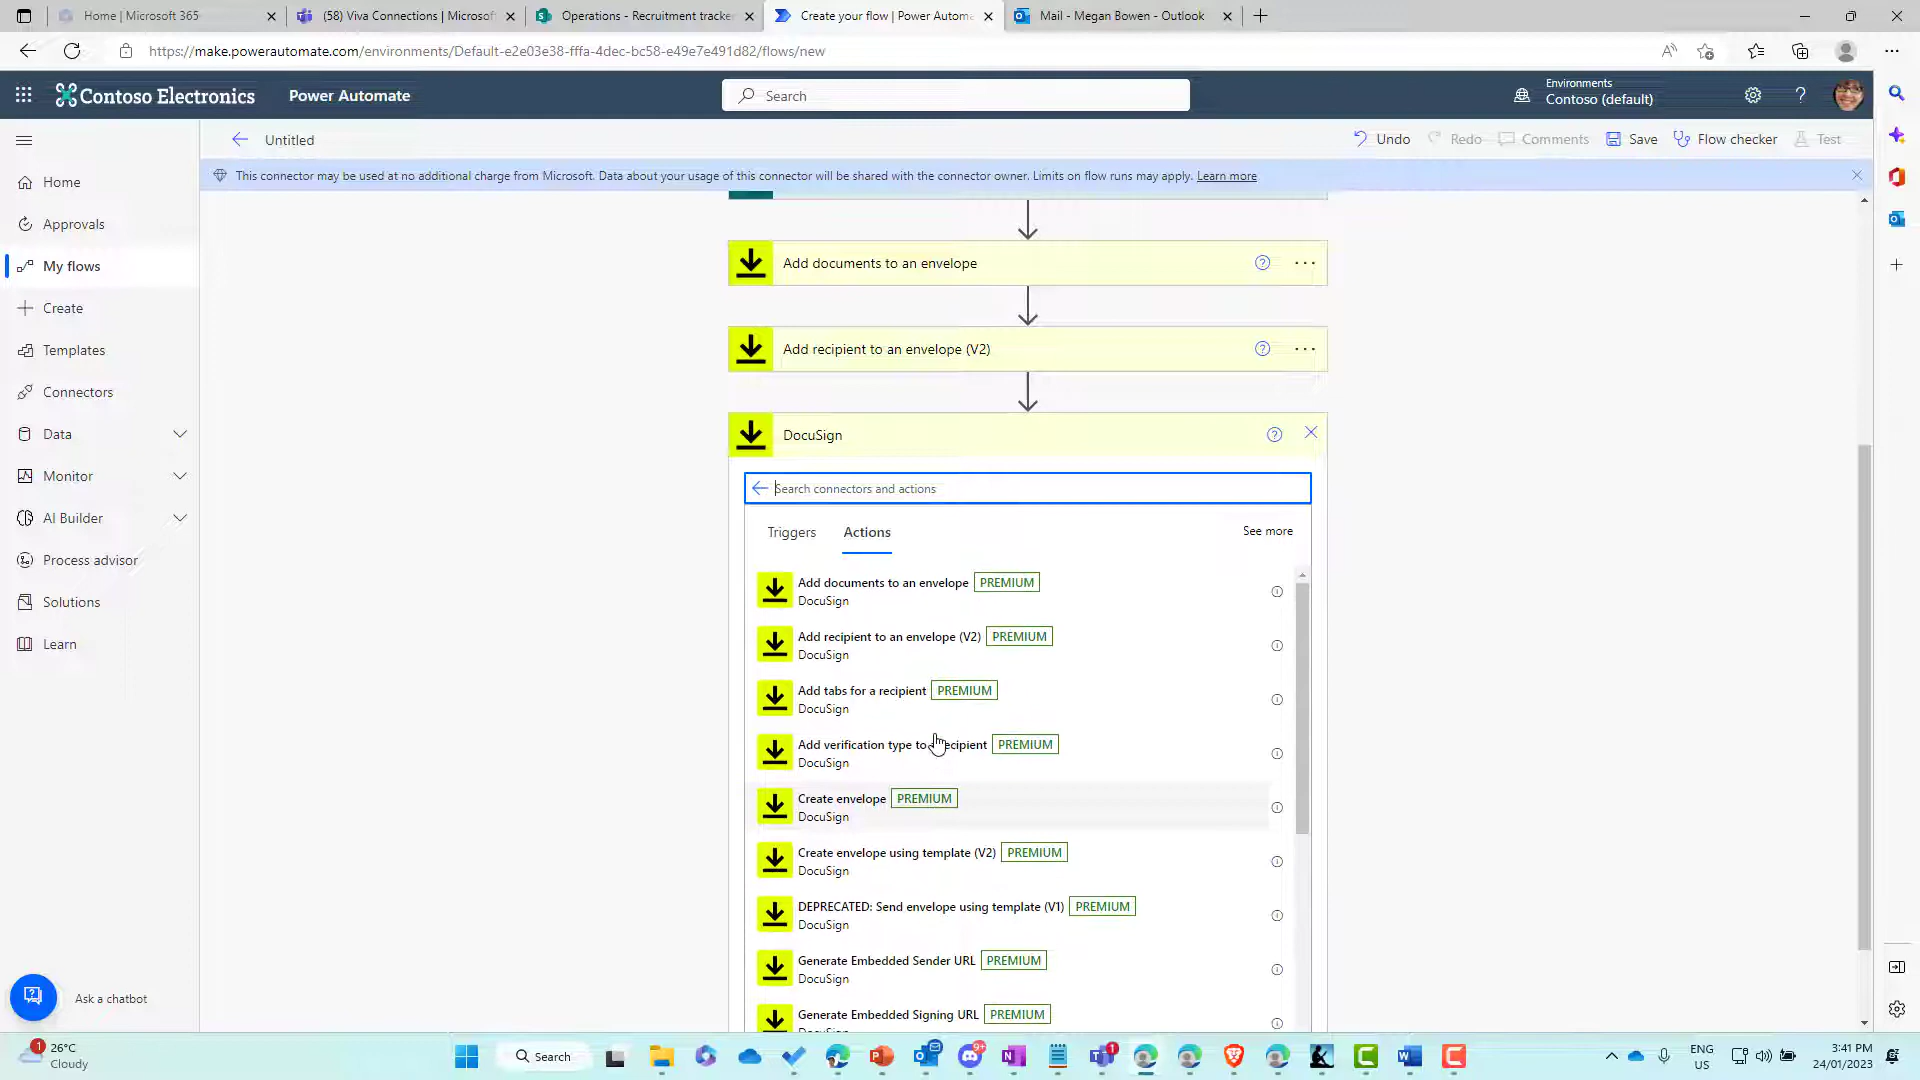 Home | Microsoft 365
(58) Viva Connections | Microsof
Operations - Recruitment tracker
Create your flow | Power Automa
Mail - Megan Bowen - Outlook
https://make.powerautomate.com/environments/Default-e2e03e38-fffa-4dec-bc58-e49e7e491d82/flows/new
Contoso Electronics
Power Automate
Search
Environments
Contoso (default)
Untitled
Undo
Redo
Comments
Save
Flow checker
Test
This connector may be used at no additional charge from Microsoft. Data about your usage of this connector will be shared with the connector owner. Limits on flow runs may apply. Learn more
Home
Approvals
My flows
Create
Templates
Connectors
Data
Monitor
AI Builder
Process advisor
Solutions
Learn
Ask a chatbot
Add documents to an envelope
Add recipient to an envelope (V2)
DocuSign
Search connectors and actions
Triggers
Actions
See more
Add documents to an envelope PREMIUM
DocuSign
Add recipient to an envelope (V2) PREMIUM
DocuSign
Add tabs for a recipient PREMIUM
DocuSign
Add verification type to recipient PREMIUM
DocuSign
Create envelope PREMIUM
DocuSign
Create envelope using template (V2) PREMIUM
DocuSign
DEPRECATED: Send envelope using template (V1) PREMIUM
DocuSign
Generate Embedded Sender URL PREMIUM
DocuSign
Generate Embedded Signing URL PREMIUM
1
26°C
Cloudy
Search
9+
1
ENG
US
3:41 PM
24/01/2023